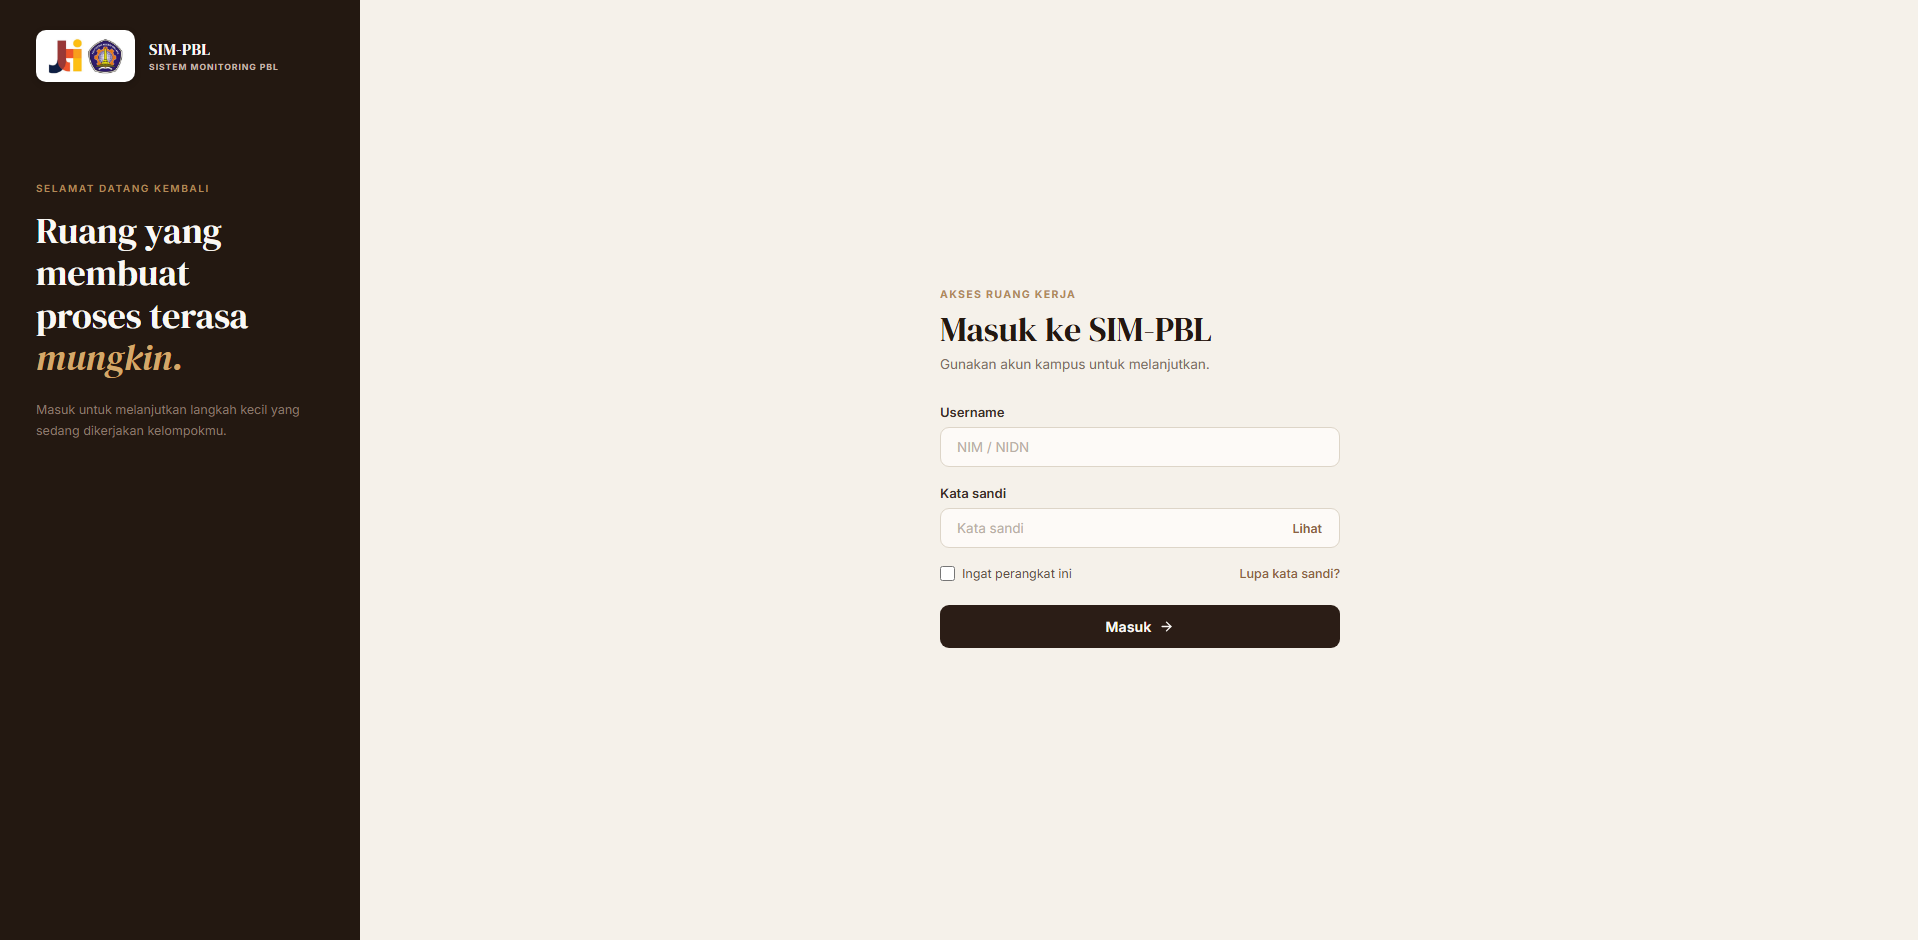 SIM-PBL
SISTEM MONITORING PBL
SELAMAT DATANG KEMBALI
Ruang yang
membuat
proses terasa
mungkin.
Masuk untuk melanjutkan langkah kecil yang
sedang dikerjakan kelompokmu.
AKSES RUANG KERJA
Masuk ke SIM-PBL
Gunakan akun kampus untuk melanjutkan.
Username
NIM / NIDN
Kata sandi
Kata sandi Lihat
Ingat perangkat ini Lupa kata sandi?
Masuk →